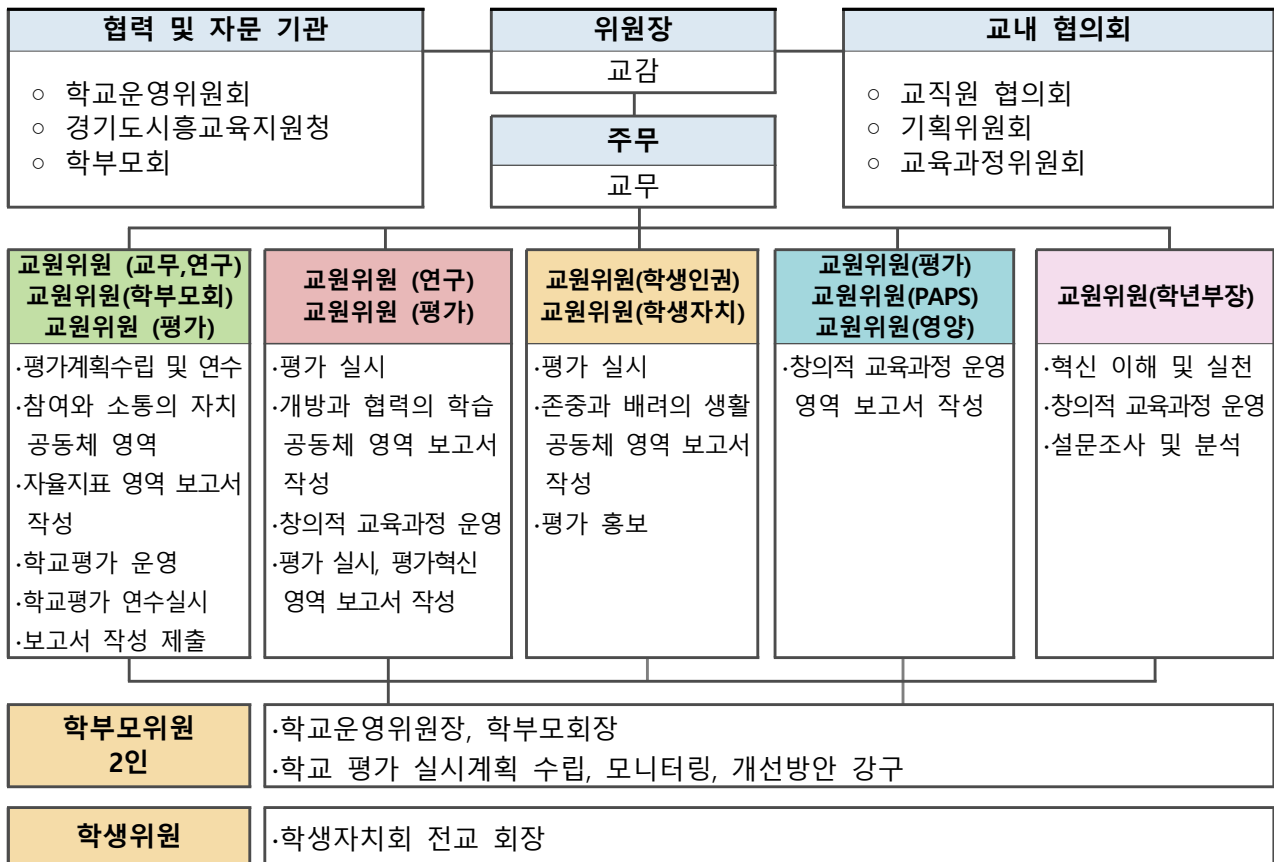 협력 및 자문 기관
○ 학교운영위원회
○ 경기도시흥교육지원청
○ 학부모회
위원장
교감
주무
교무
교내 협의회
○ 교직원 협의회
○ 기획위원회
○ 교육과정위원회
교원위원 (교무,연구)
교원위원(학부모회)
교원위원 (평가)
·평가계획수립 및 연수
·참여와 소통의 자치
공동체 영역
·자율지표 영역 보고서
작성
·학교평가 운영
·학교평가 연수실시
·보고서 작성 제출
교원위원 (연구)
교원위원 (평가)
·평가 실시
·개방과 협력의 학습
공동체 영역 보고서
작성
·창의적 교육과정 운영
·평가 실시, 평가혁신
영역 보고서 작성
교원위원(학생인권)
교원위원(학생자치)
·평가 실시
·존중과 배려의 생활
공동체 영역 보고서
작성
·평가 홍보
교원위원(평가)
교원위원(PAPS)
교원위원(영양)
·창의적 교육과정 운영
영역 보고서 작성
교원위원(학년부장)
·혁신 이해 및 실천
·창의적 교육과정 운영
·설문조사 및 분석
학부모위원
2인
·학교운영위원장, 학부모회장
·학교 평가 실시계획 수립, 모니터링, 개선방안 강구
학생위원
·학생자치회 전교 회장